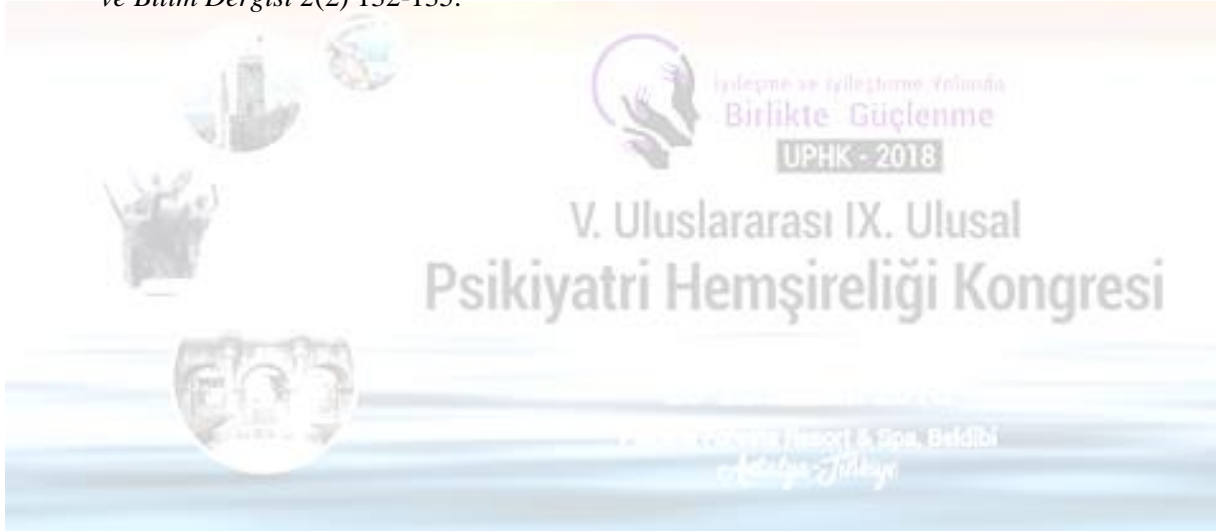 ve Bilim Dergisi 2(2) 132-135.
İyileşme ve İyileştirme Yolunda
Birlikte Güçlenme
UPHK - 2018
V. Uluslararası IX. Ulusal
Psikiyatri Hemşireliği Kongresi
Resort & Spa, Beldibi
Antalya-Türkiye